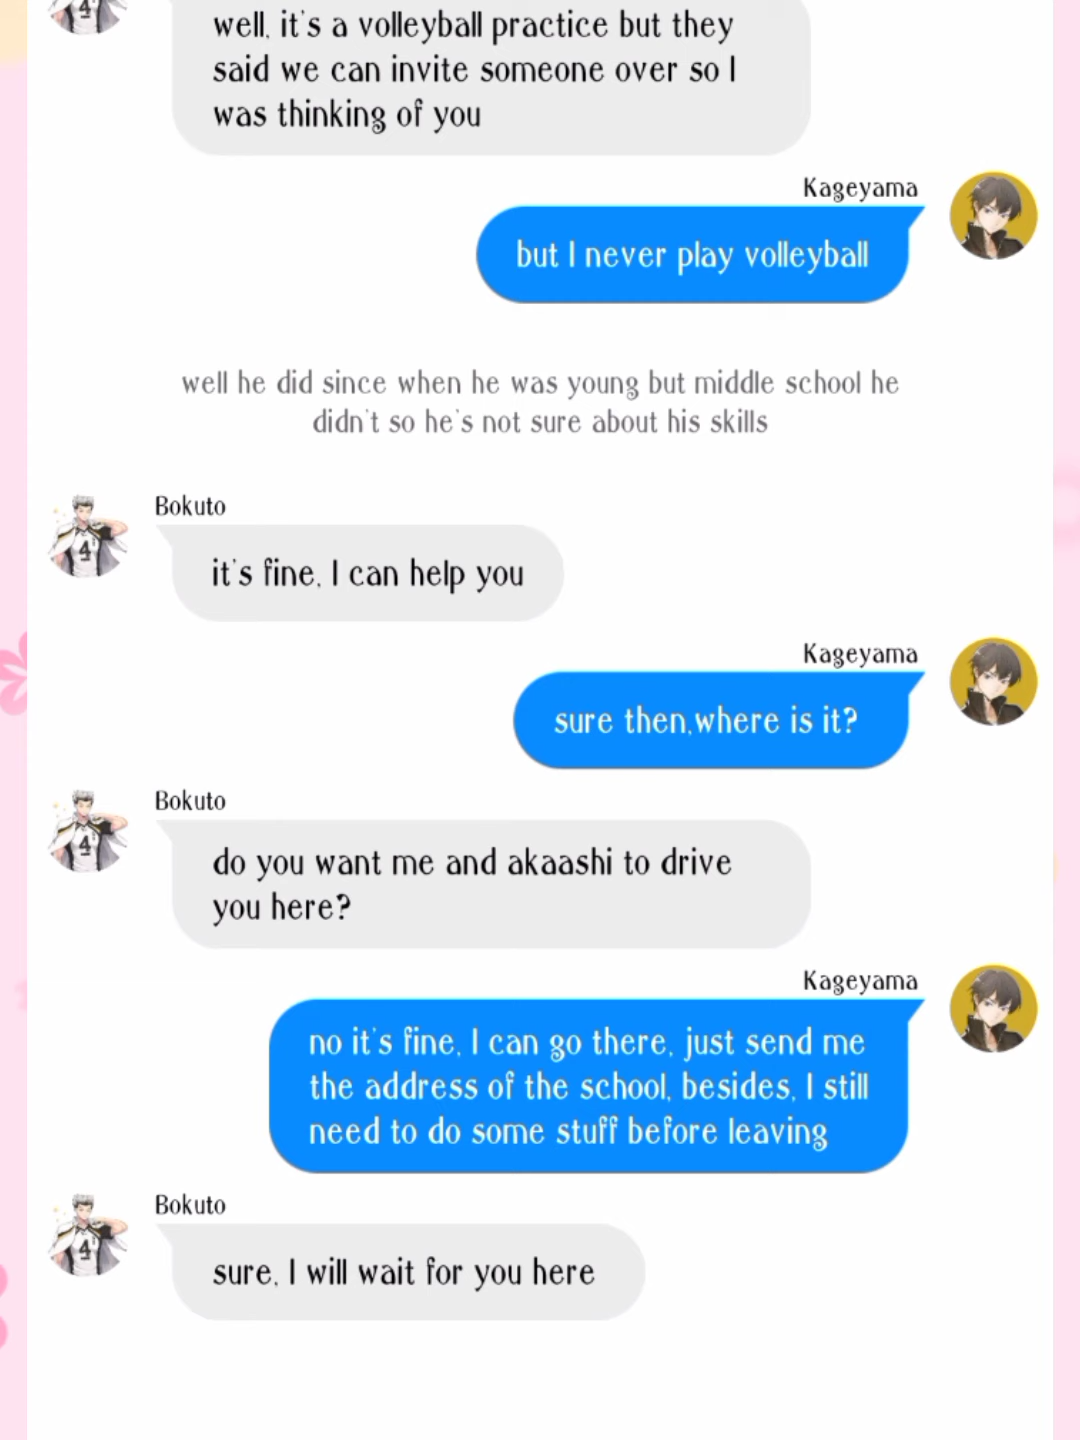 well, it's a volleyball practice but they
said we can invite someone over so I
was thinking of you
Kageyama
but I never play volleyball
well he did since when he was young but middle school he
didn't so he's not sure about his skills
Bokuto
it's fine, I can help you
Kageyama
sure then,where is it?
Bokuto
do you want me and akaashi to drive
you here?
Kageyama
no it's fine, I can go there, just send me
the address of the school, besides, I still
need to do some stuff before leaving
Bokuto
sure, I will wait for you here